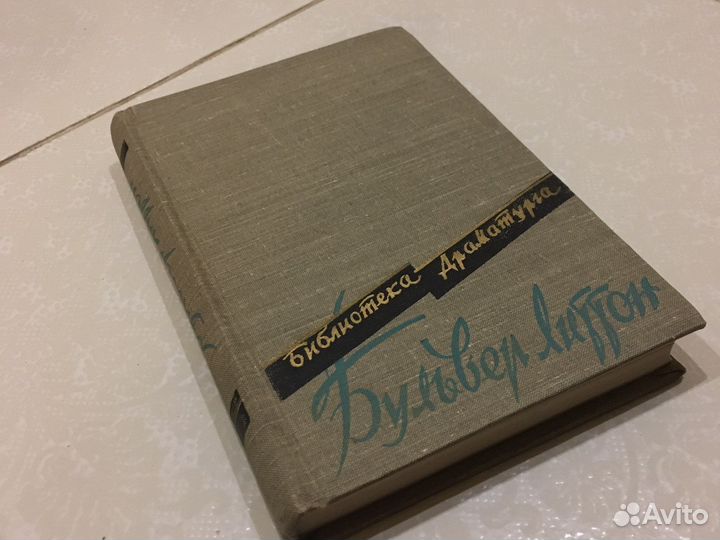 Библиотека драматурга
Бульвер Литтон
Avito